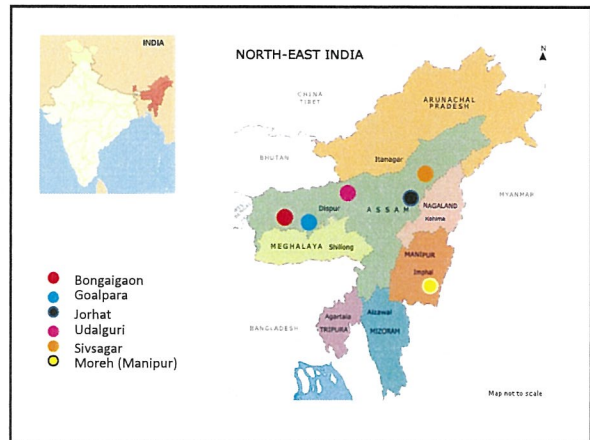 INDIA
NORTH-EAST INDIA
N
CHINA
TIBET
ARUNACHAL
PRADESH
Itanagar
BHUTAN
MYANMAR
Dispur
ASSAM
NAGALAND
Kohima
MEGHALAYA Shillong
MANIPUR
Imphal
Bongaigaon
Goalpara
Jorhat
Udalguri
Sivsagar
Moreh (Manipur)
Agartala
TRIPURA
Aizawal
MIZORAM
BANGLADESH
Map not to scale